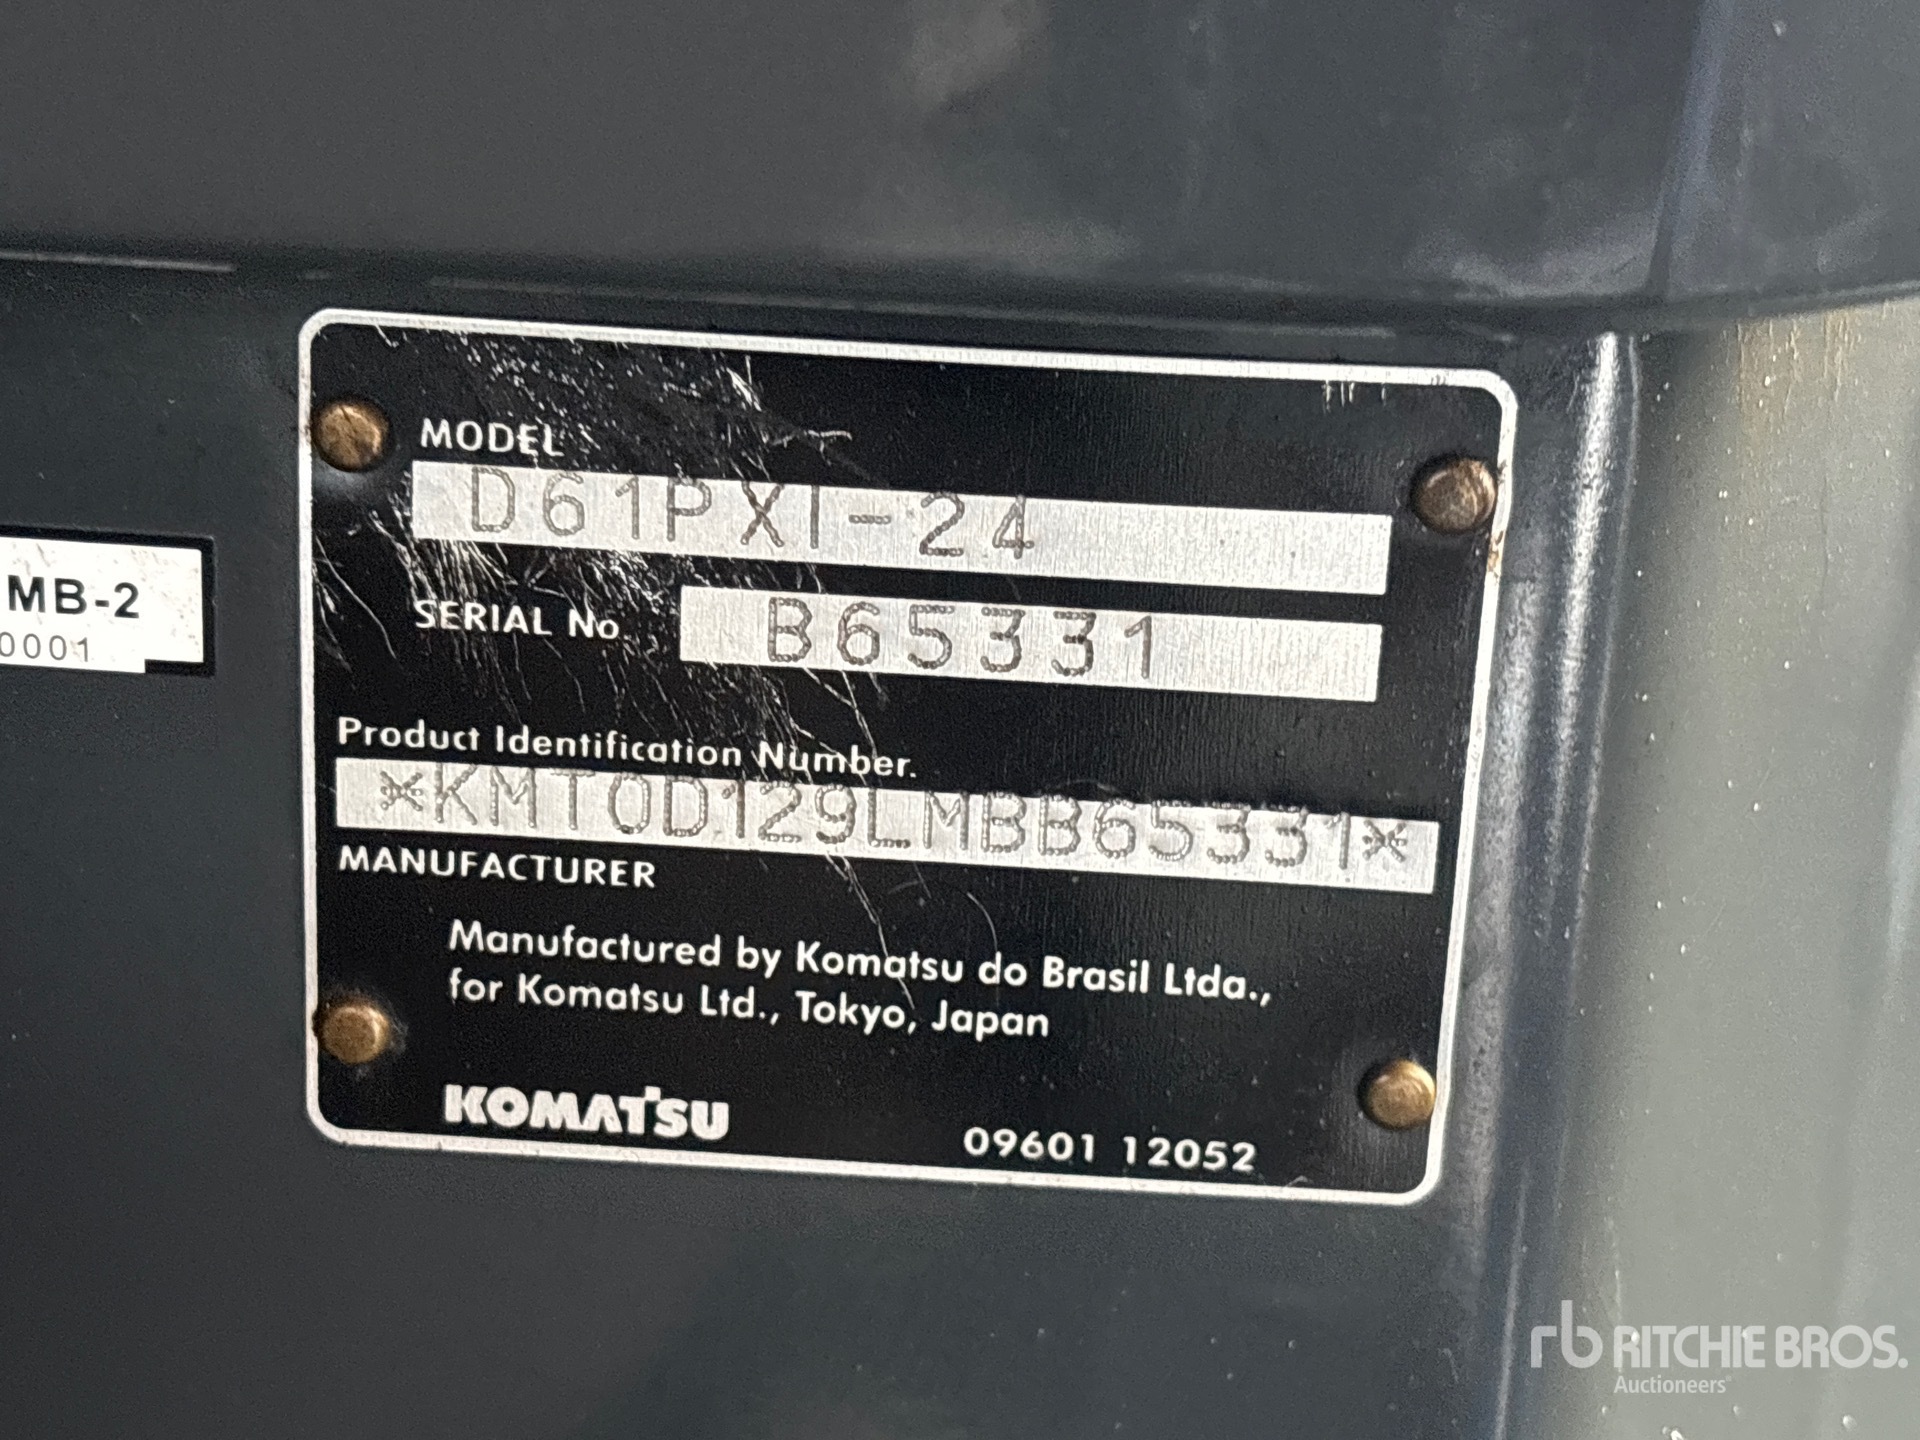 MODEL
D61PXI-24
SERIAL No.
B65331
MB-2
0001
Product Identification Number.
*KMT0D129LMBB65331*
MANUFACTURER
Manufactured by Komatsu do Brasil Ltda.,
for Komatsu Ltd., Tokyo, Japan
KOMATSU
09601 12052
rb RITCHIE BROS.
Auctioneers